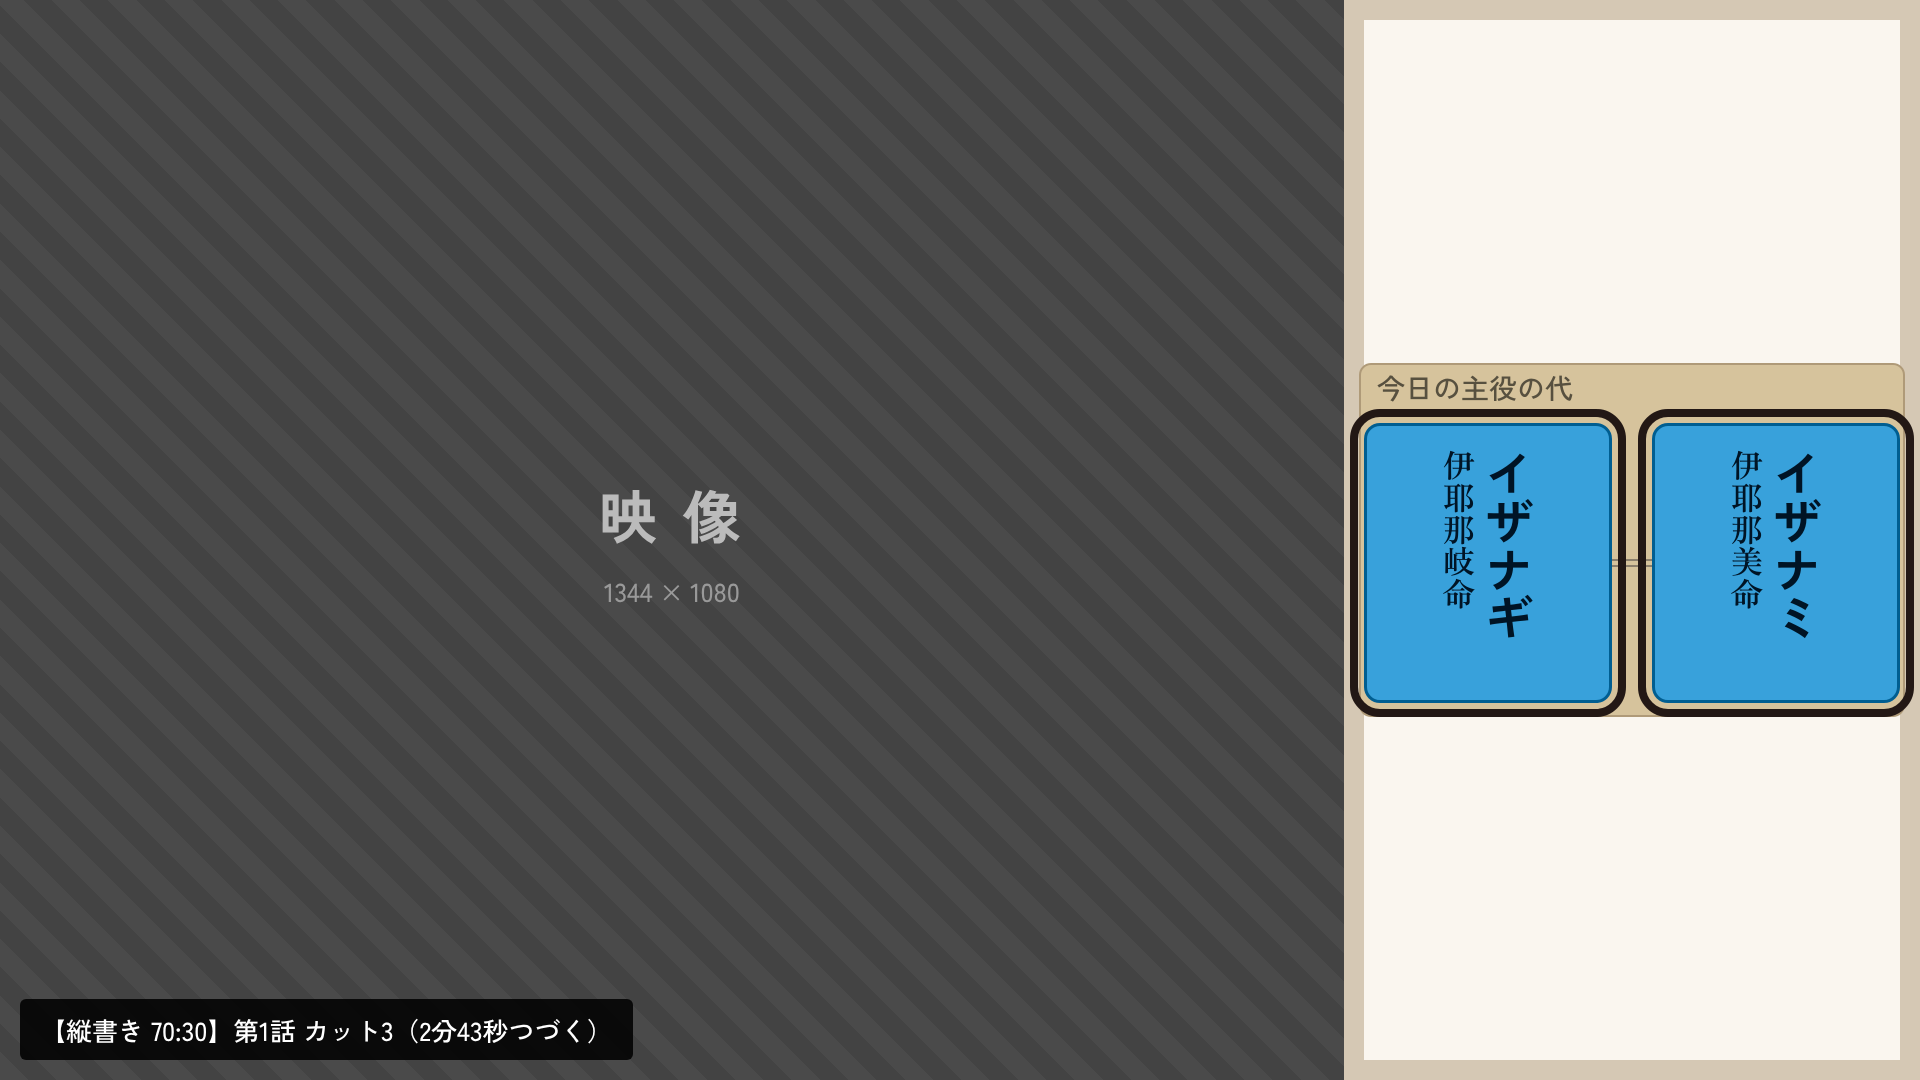 映像
1344 × 1080
【縦書き 70:30】第1話 カット3（2分43秒つづく）
今日の主役の代
イザナギ
伊耶那岐命
イザナミ
伊耶那美命